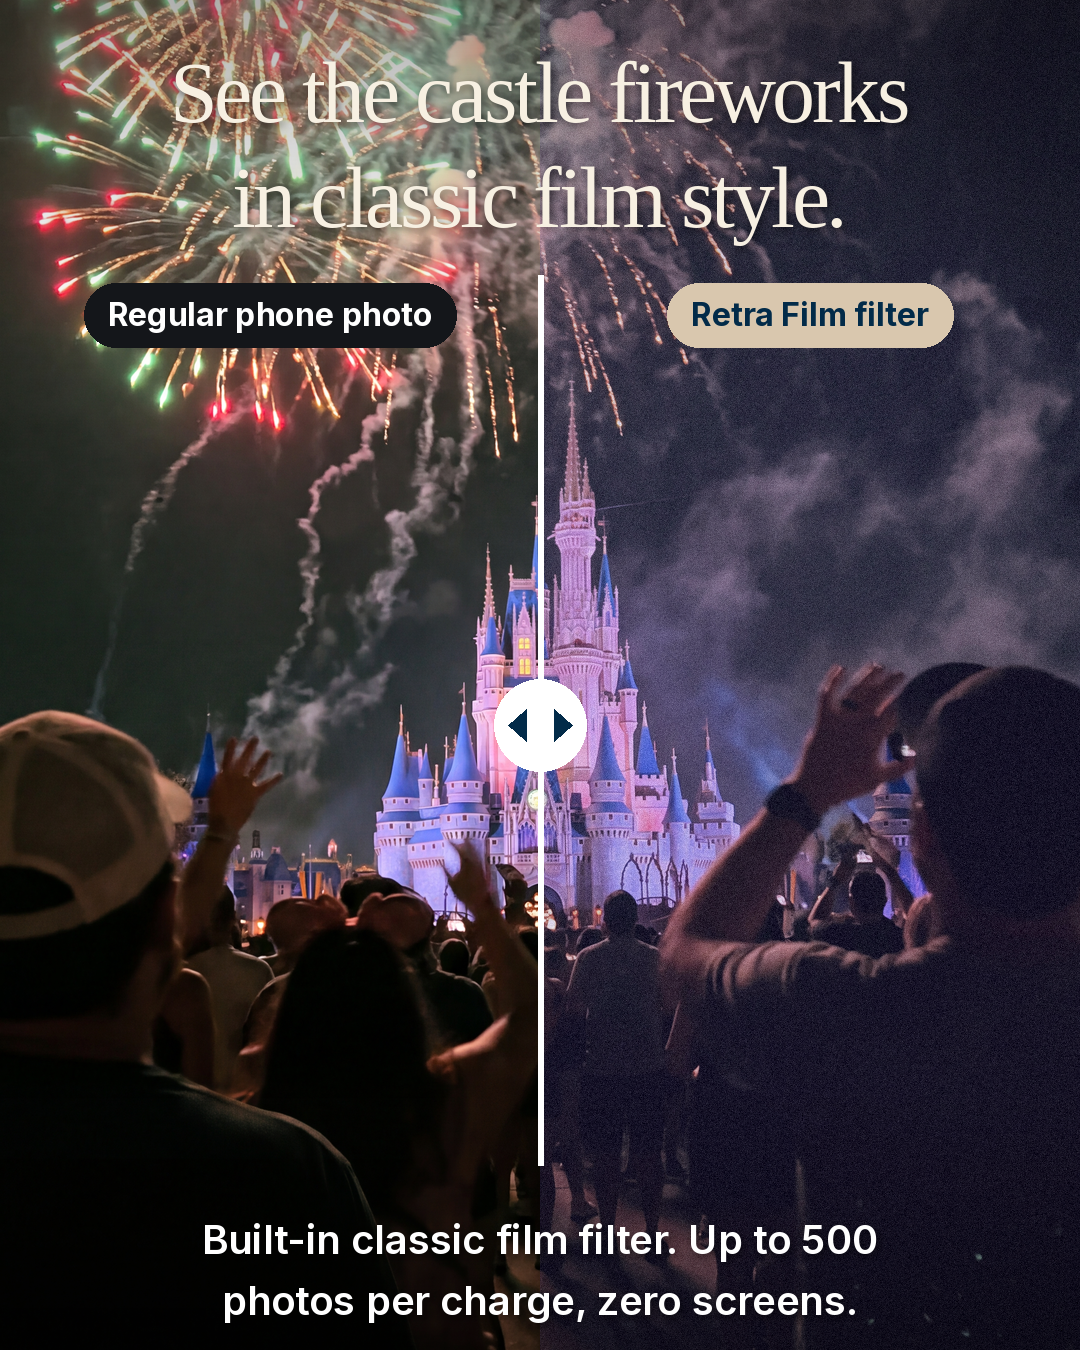 See the castle fireworks
in classic film style.
Regular phone photo
Retra Film filter
Built-in classic film filter. Up to 500
photos per charge, zero screens.